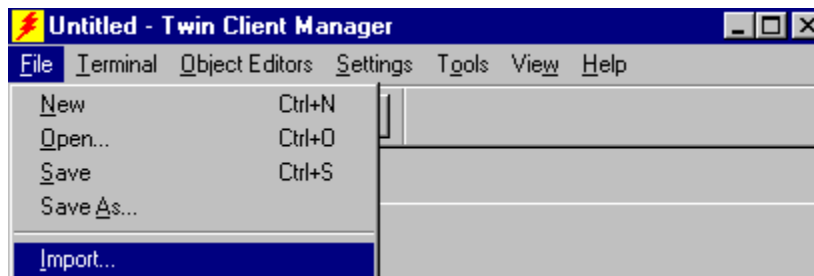 Untitled - Twin Client Manager
File Terminal Object Editors Settings Tools View Help
New Ctrl+N
Open... Ctrl+O
Save Ctrl+S
Save As...
Import...